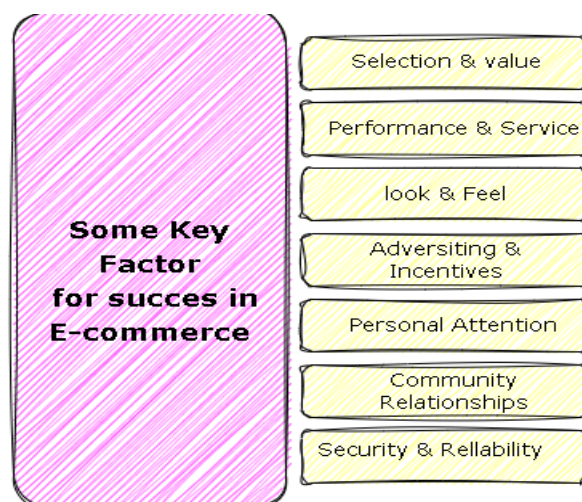 Some Key
Factor
for succes in
E-commerce
Selection & value
Performance & Service
look & Feel
Adversiting &
Incentives
Personal Attention
Community
Relationships
Security & Rellability